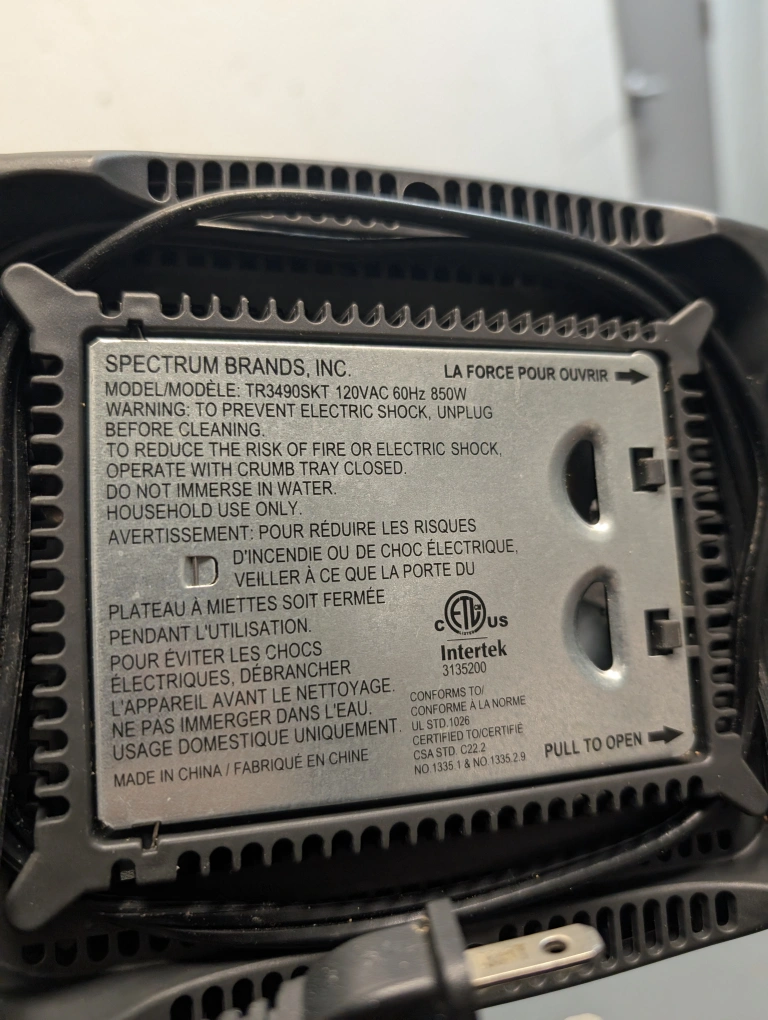 SPECTRUM BRANDS, INC.
LA FORCE POUR OUVRIR
MODEL/MODÈLE: TR3490SKT 120VAC 60Hz 850W
WARNING: TO PREVENT ELECTRIC SHOCK, UNPLUG
BEFORE CLEANING.
TO REDUCE THE RISK OF FIRE OR ELECTRIC SHOCK,
OPERATE WITH CRUMB TRAY CLOSED.
DO NOT IMMERSE IN WATER.
HOUSEHOLD USE ONLY.
AVERTISSEMENT: POUR RÉDUIRE LES RISQUES
D'INCENDIE OU DE CHOC ÉLECTRIQUE,
VEILLER À CE QUE LA PORTE DU
PLATEAU À MIETTES SOIT FERMÉE
PENDANT L'UTILISATION.
POUR ÉVITER LES CHOCS
ÉLECTRIQUES, DÉBRANCHER
L'APPAREIL AVANT LE NETTOYAGE.
NE PAS IMMERGER DANS L'EAU.
USAGE DOMESTIQUE UNIQUEMENT.
MADE IN CHINA / FABRIQUÉ EN CHINE
C ETL US
LISTED
Intertek
3135200
CONFORMS TO/
CONFORME À LA NORME
UL STD.1026
CERTIFIED TO/CERTIFIÉ
CSA STD. C22.2
NO 1335.1 & NO 1335.2.9
PULL TO OPEN